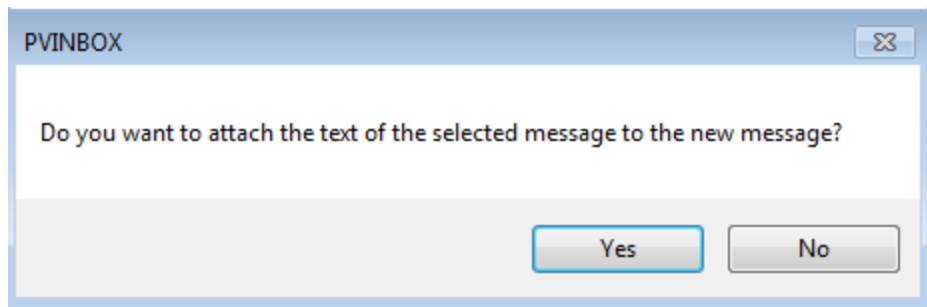 PVINBOX
Do you want to attach the text of the selected message to the new message?
Yes
No